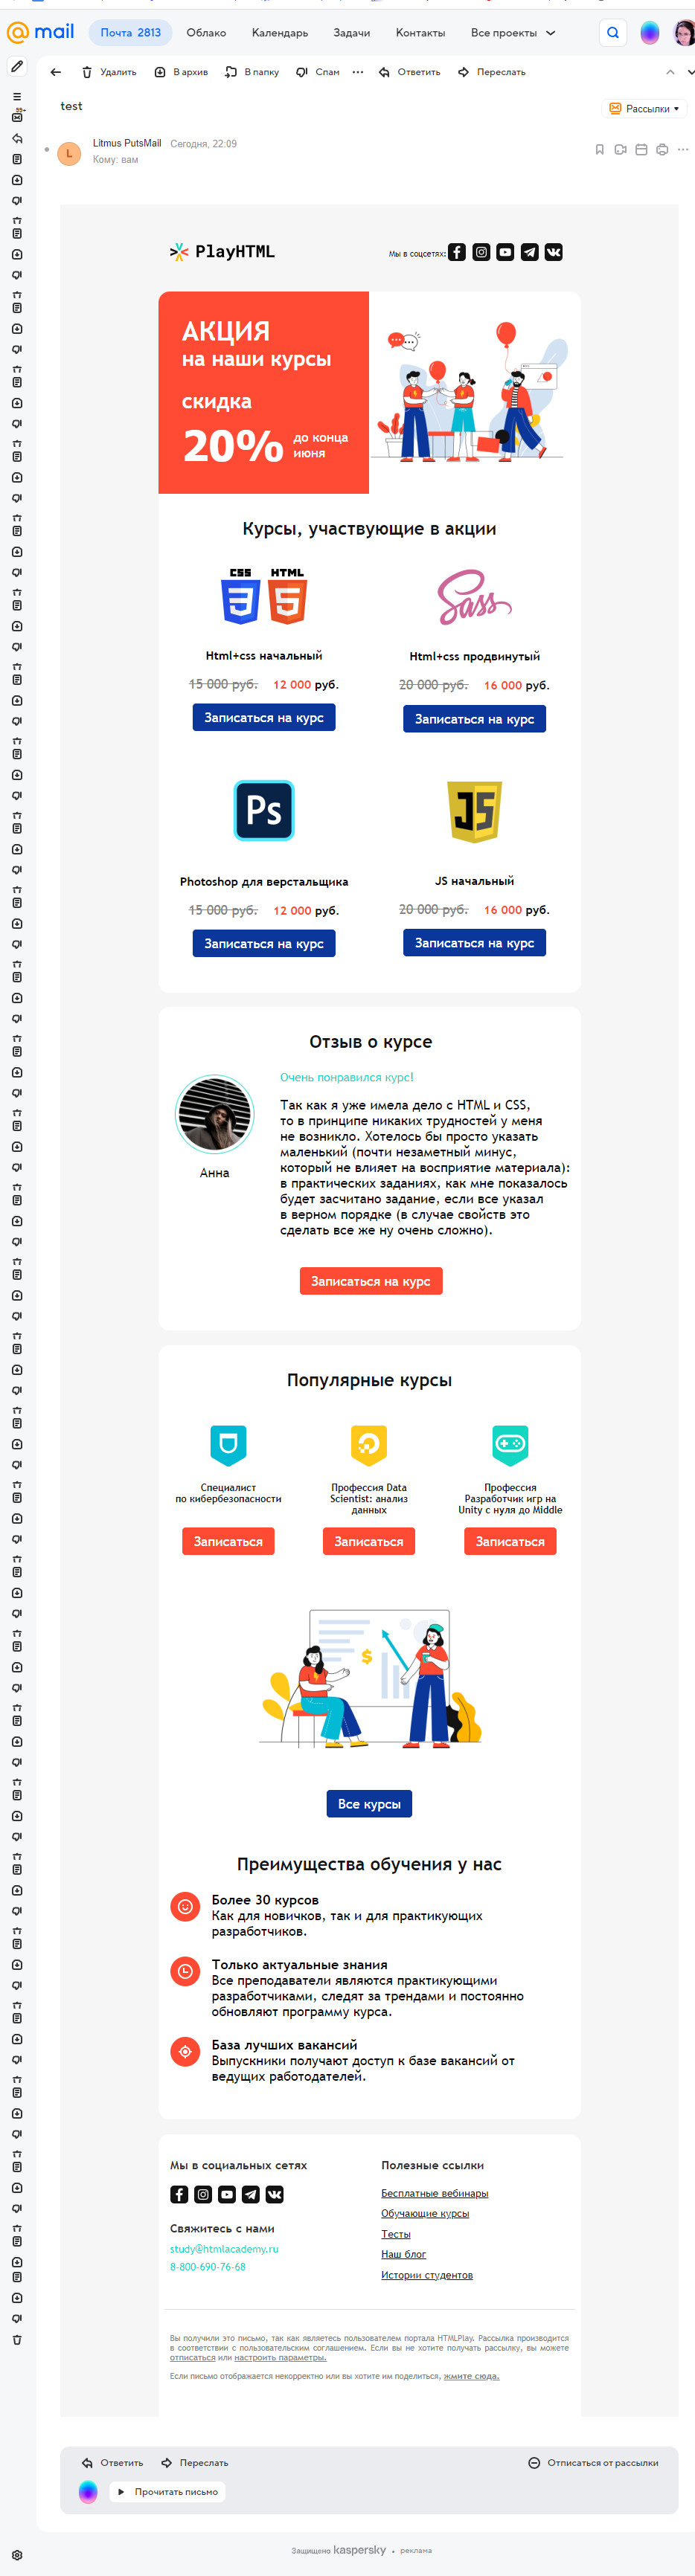 mail
Почта 2813 Облако Календарь Задачи Контакты Все проекты
Удалить В архив В папку Спам Ответить Переслать
99+
test
Рассылки
L
Litmus PutsMail Сегодня, 22:09
Кому: вам
PlayHTML
Мы в соцсетях:
АКЦИЯ
на наши курсы
скидка
20% до конца
июня
Курсы, участвующие в акции
CSS HTML
3 5
Sass
Html+css начальный
Html+css продвинутый
15 000 руб. 12 000 руб.
20 000 руб. 16 000 руб.
Записаться на курс
Записаться на курс
Ps
JS
Photoshop для верстальщика
JS начальный
15 000 руб. 12 000 руб.
20 000 руб. 16 000 руб.
Записаться на курс
Записаться на курс
Отзыв о курсе
Очень понравился курс!
Так как я уже имела дело с HTML и CSS,
то в принципе никаких трудностей у меня
не возникло. Хотелось бы просто указать
маленький (почти незаметный минус,
который не влияет на восприятие материала):
в практических заданиях, как мне показалось
будет засчитано задание, если все указал
в верном порядке (в случае свойств это
сделать все же ну очень сложно).
Анна
Записаться на курс
Популярные курсы
Специалист
по кибербезопасности
Профессия Data
Scientist: анализ
данных
Профессия
Разработчик игр на
Unity с нуля до Middle
Записаться
Записаться
Записаться
$
Все курсы
Преимущества обучения у нас
Более 30 курсов
Как для новичков, так и для практикующих
разработчиков.
Только актуальные знания
Все преподаватели являются практикующими
разработчиками, следят за трендами и постоянно
обновляют программу курса.
База лучших вакансий
Выпускники получают доступ к базе вакансий от
ведущих работодателей.
Мы в социальных сетях
Свяжитесь с нами
study@htmlacademy.ru
8-800-690-76-68
Полезные ссылки
Бесплатные вебинары
Обучающие курсы
Тесты
Наш блог
Истории студентов
Вы получили это письмо, так как являетесь пользователем портала HTMLPlay. Рассылка производится
в соответствии с пользовательским соглашением. Если вы не хотите получать рассылку, вы можете
отписаться или настроить параметры.
Если письмо отображается некорректно или вы хотите им поделиться, жмите сюда.
Ответить Переслать Отписаться от рассылки
Прочитать письмо
Защищено kaspersky • реклама